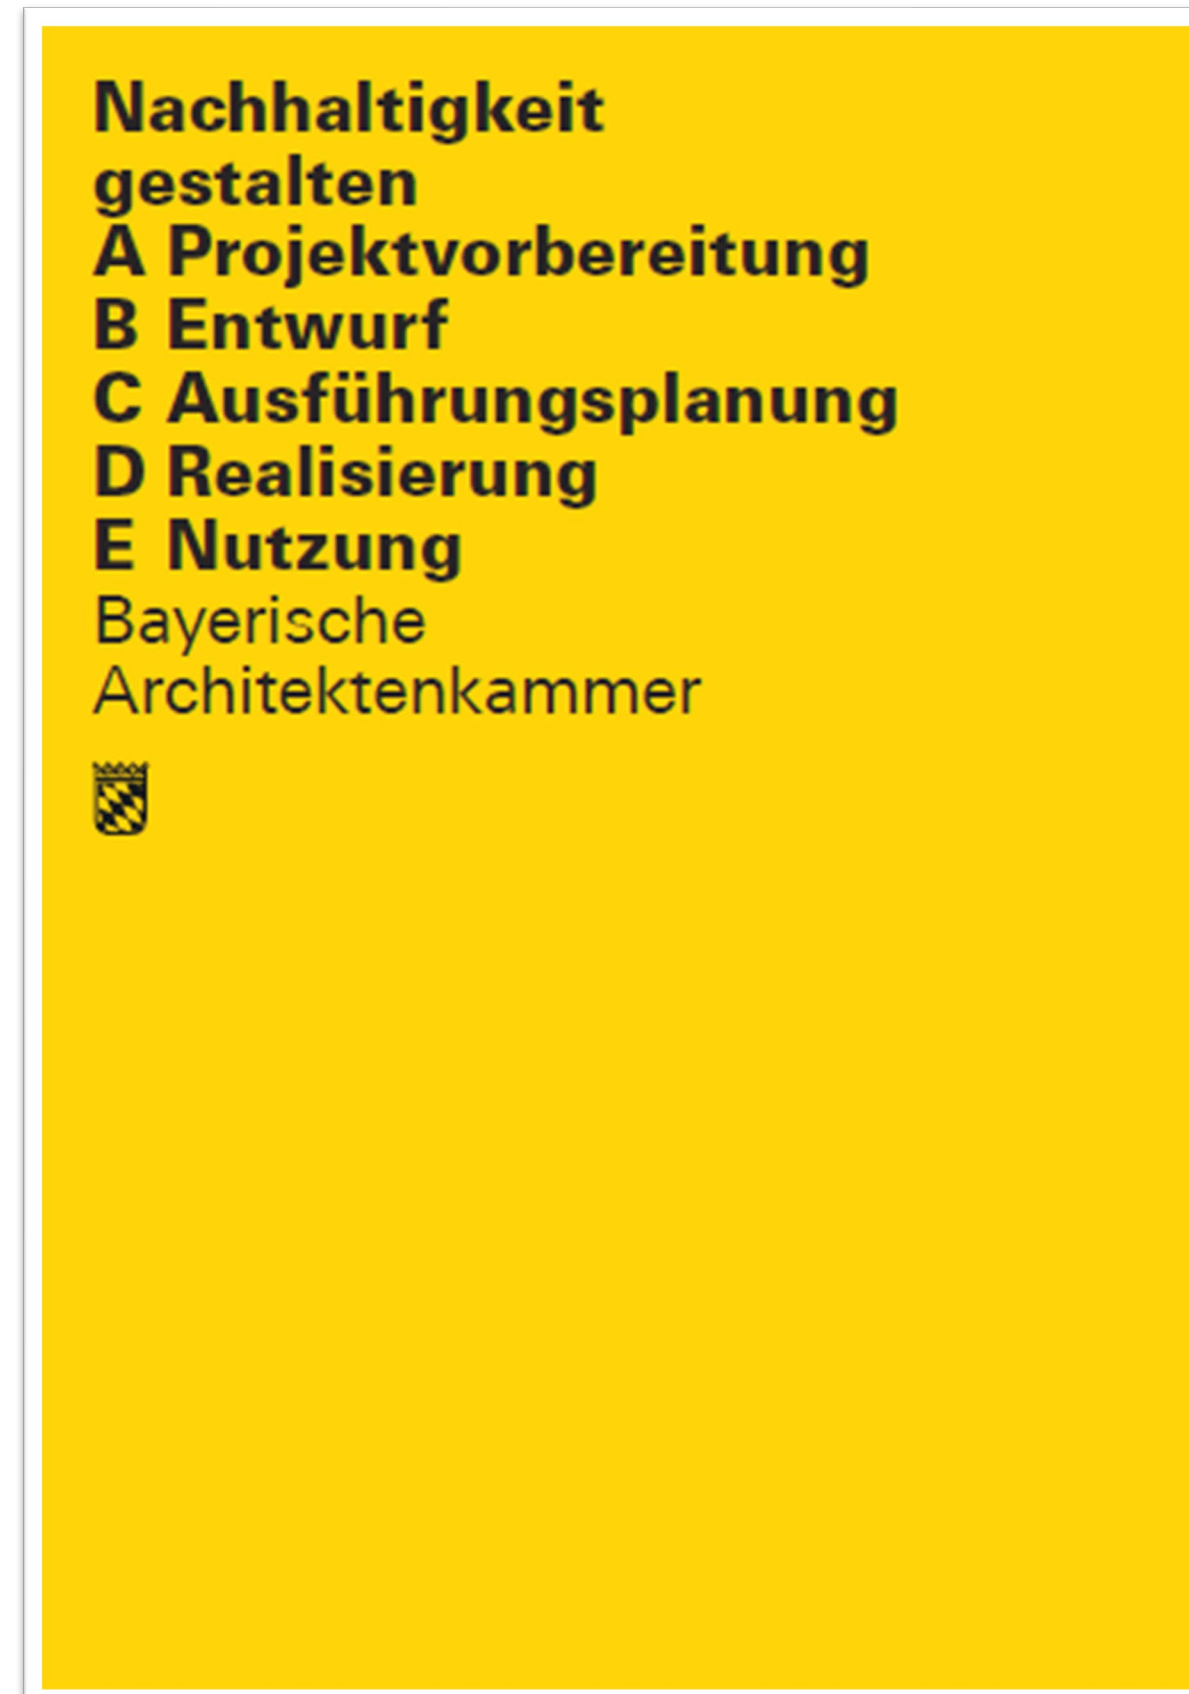 Nachhaltigkeit
gestalten
A Projektvorbereitung
B Entwurf
C Ausführungsplanung
D Realisierung
E Nutzung
Bayerische
Architektenkammer